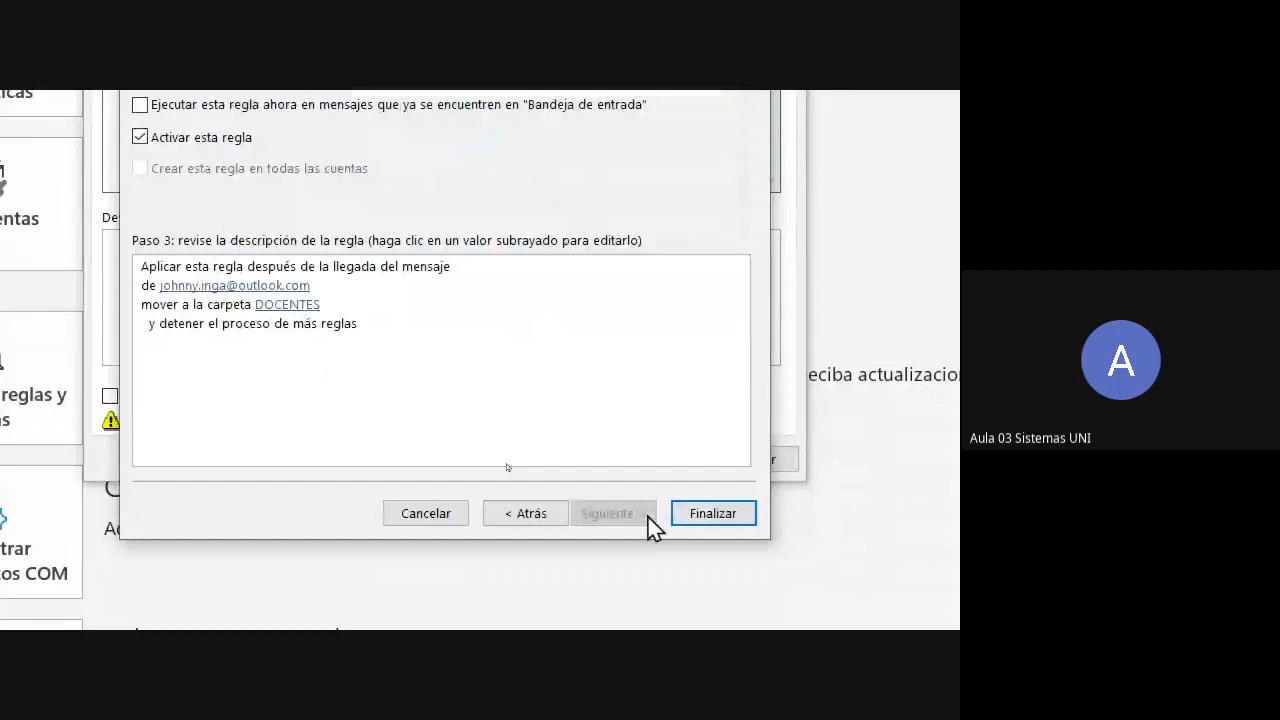 Ejecutar esta regla ahora en mensajes que ya se encuentren en "Bandeja de entrada"
Activar esta regla
Crear esta regla en todas las cuentas
entas
De
Paso 3: revise la descripción de la regla (haga clic en un valor subrayado para editarlo)
Aplicar esta regla después de la llegada del mensaje
de johnny.inga@outlook.com
mover a la carpeta DOCENTES
y detener el proceso de más reglas
eciba actualizacion
reglas y
s
Aula 03 Sistemas UNI
r
Cancelar
< Atrás
Siguiente
Finalizar
trar
tos COM